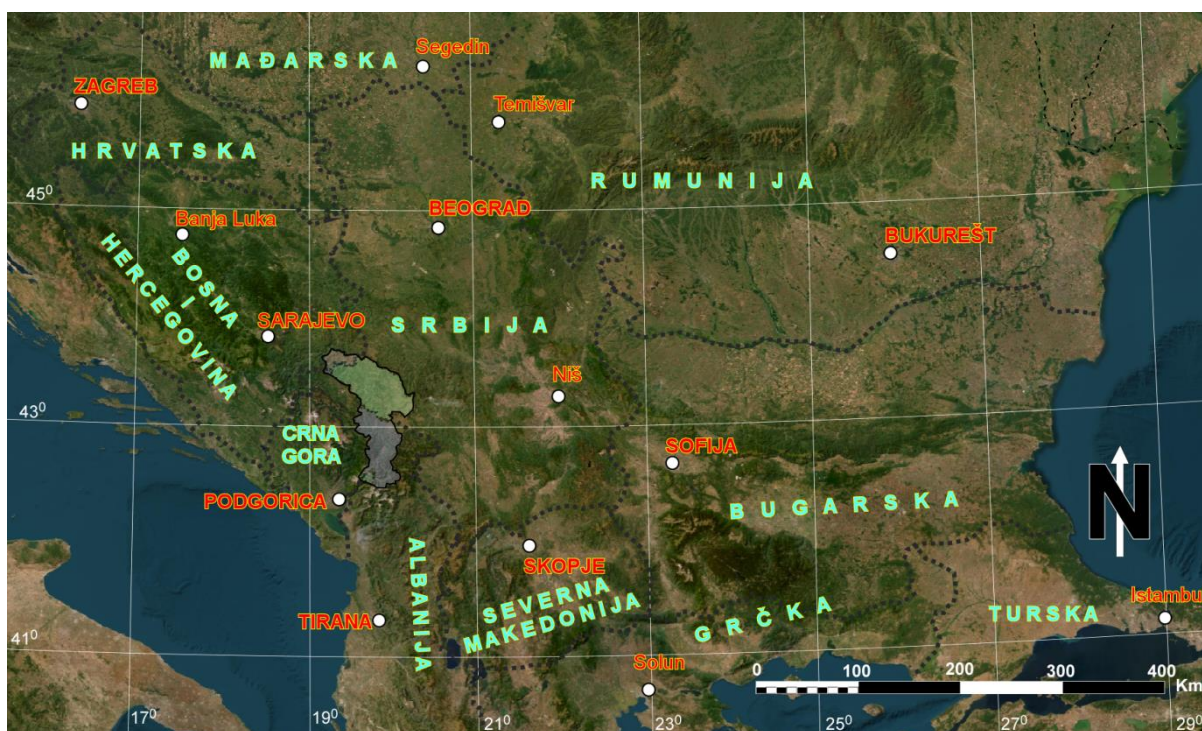 MAĐARSKA
Segedin
ZAGREB
Temišvar
HRVATSKA
RUMUNIJA
45⁰
Banja Luka
BEOGRAD
BUKUREŠT
BOSNA
I
HERCEGOVINA
SARAJEVO
SRBIJA
Niš
43⁰
CRNA
GORA
SOFIJA
PODGORICA
BUGARSKA
N
SKOPJE
ALBANIJA
SEVERNA
MAKEDONIJA
GRČKA
TURSKA
Istambu
TIRANA
41⁰
Solun
0 100 200 300 400
Km
17⁰ 19⁰ 21⁰ 23⁰ 25⁰ 27⁰ 29⁰